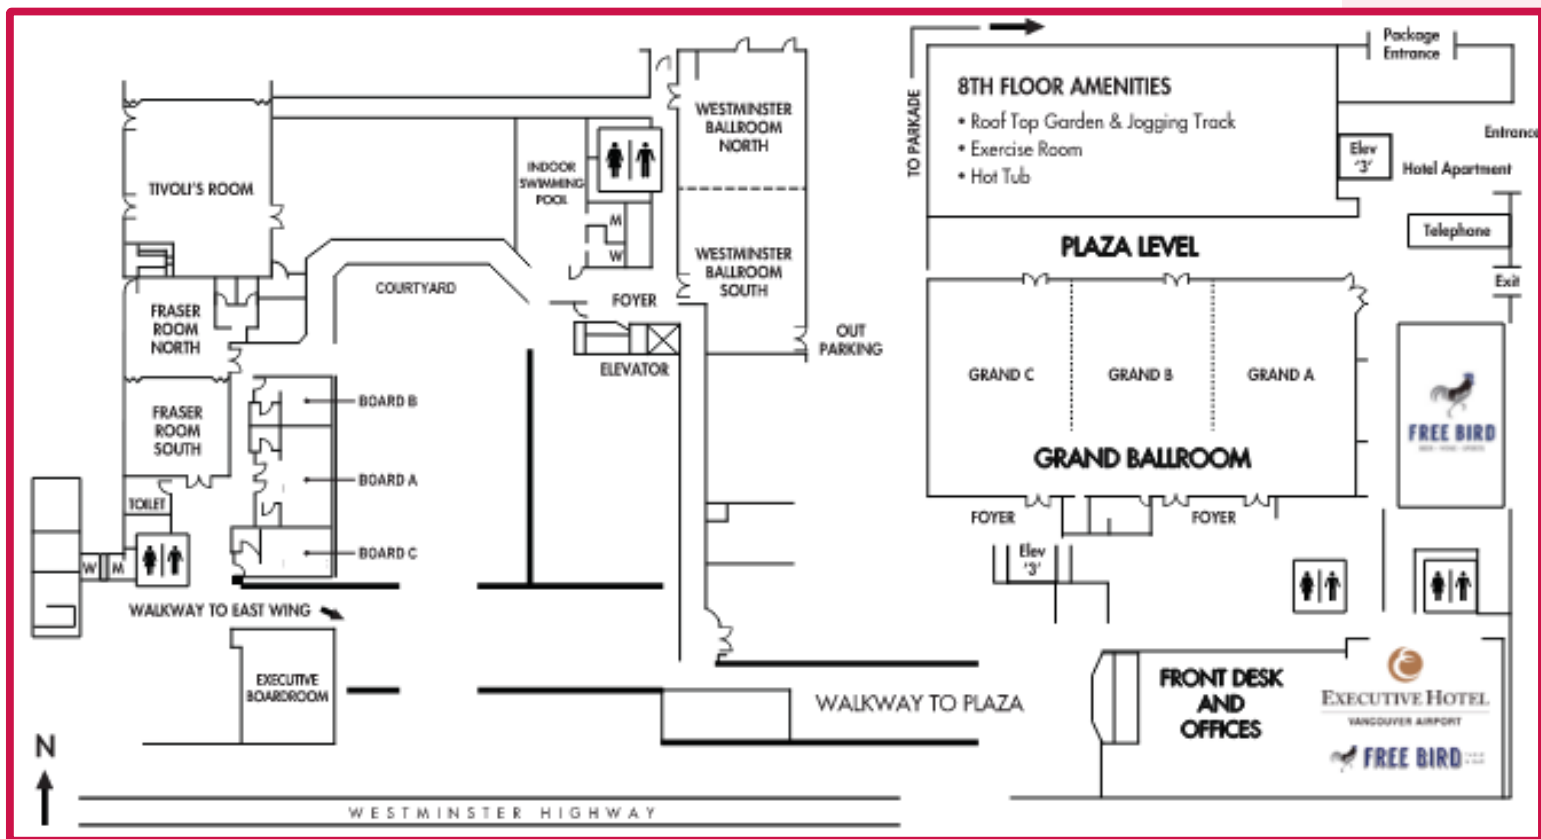 TO PARKADE
8TH FLOOR AMENITIES
• Roof Top Garden & Jogging Track
• Exercise Room
• Hot Tub
Package
Entrance
Entrance
Elev
'3'
Hotel Apartment
Telephone
Exit
PLAZA LEVEL
TIVOLI'S ROOM
INDOOR
SWIMMING
POOL
M
W
WESTMINSTER
BALLROOM
NORTH
WESTMINSTER
BALLROOM
SOUTH
COURTYARD
FOYER
ELEVATOR
OUT
PARKING
FRASER
ROOM
NORTH
FRASER
ROOM
SOUTH
BOARD B
BOARD A
BOARD C
TOILET
W M
GRAND C
GRAND B
GRAND A
GRAND BALLROOM
FREE BIRD
FOYER
FOYER
Elev
'3'
WALKWAY TO EAST WING
EXECUTIVE
BOARDROOM
WALKWAY TO PLAZA
FRONT DESK
AND
OFFICES
EXECUTIVE HOTEL
VANCOUVER AIRPORT
FREE BIRD
N
WESTMINSTER HIGHWAY